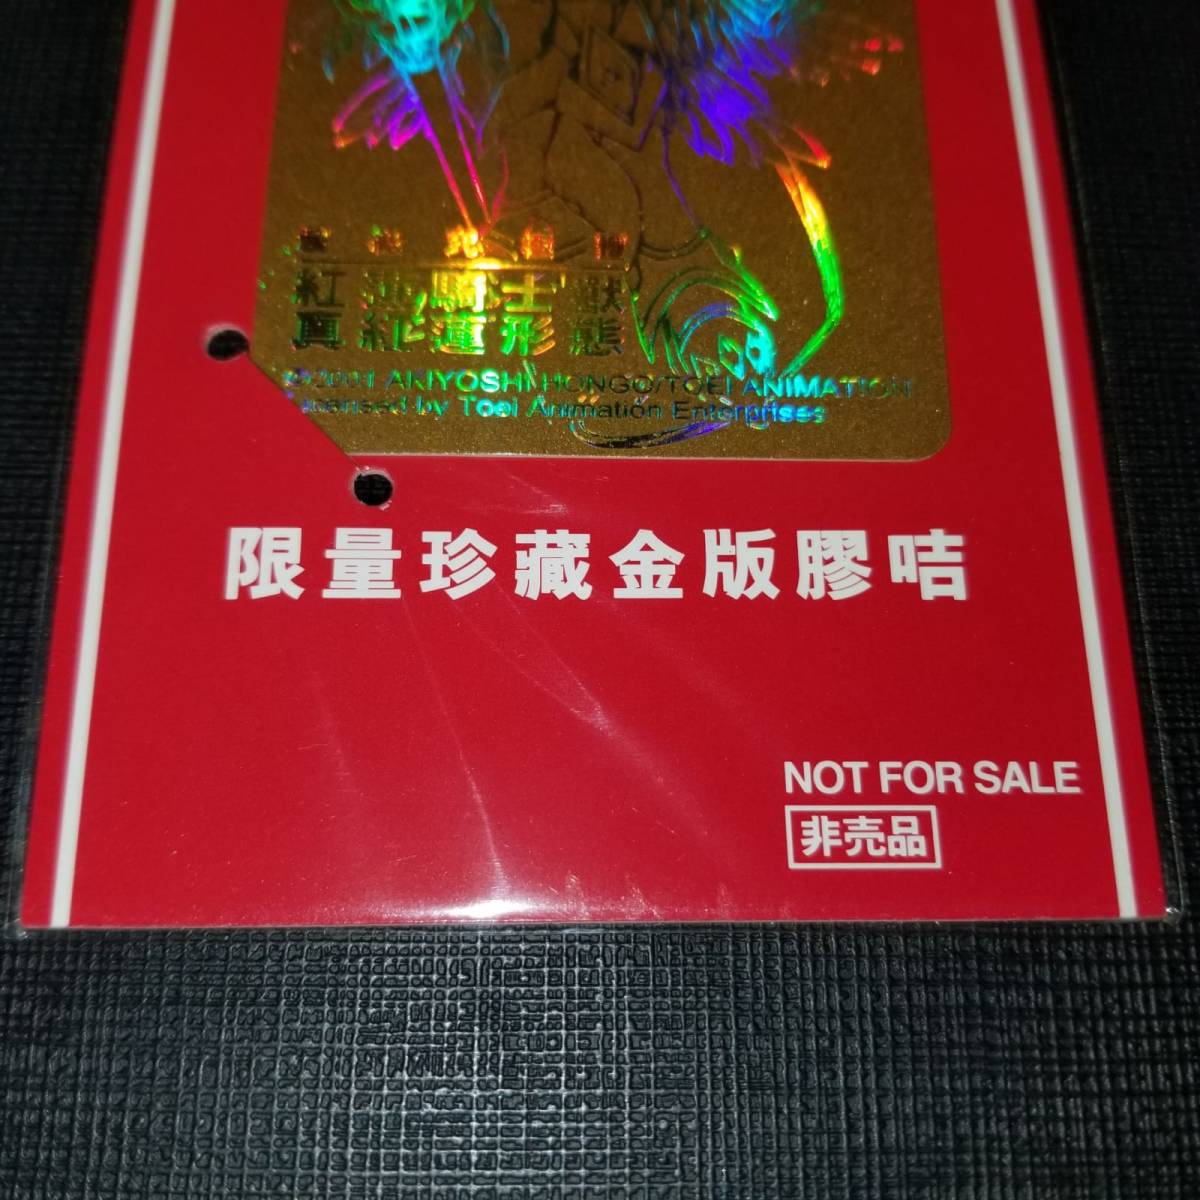 紅蓮騎士獸
真紅蓮形態
©2001 AKIYOSHI HONGO/TOEI ANIMATION
Licensed by Toei Animation Enterprises
限量珍藏金版膠咭
NOT FOR SALE
非売品